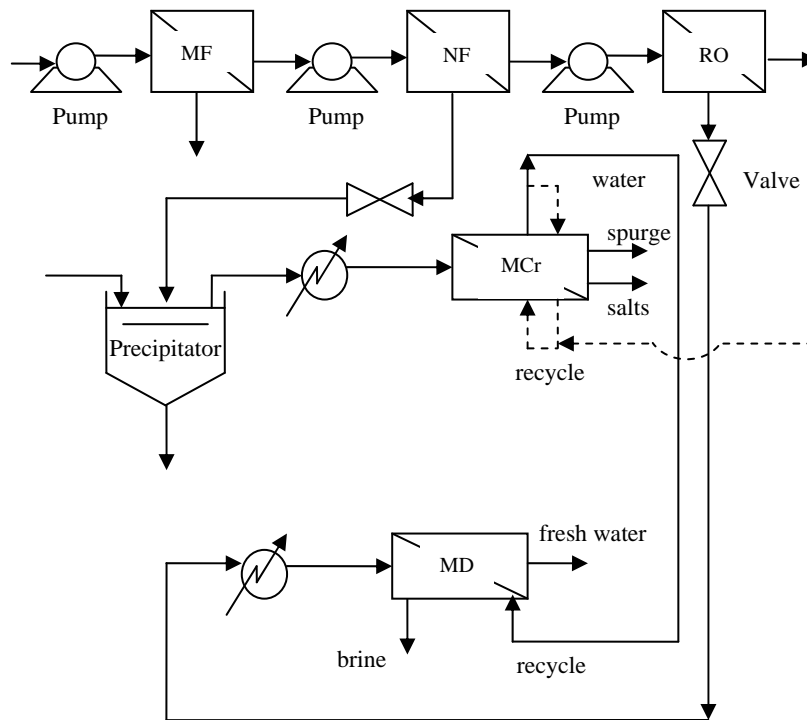 MF
NF
RO
Pump
Pump
Pump
Valve
water
spurge
MCr
salts
Precipitator
recycle
fresh water
MD
brine
recycle